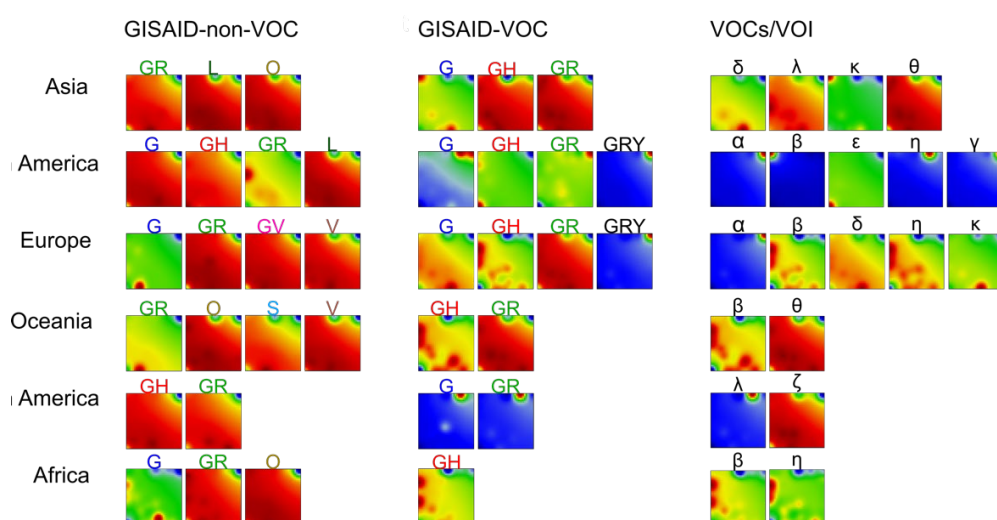 GISAID-non-VOC GISAID-VOC VOCs/VOI
Asia GR L O G GH GR δ λ κ θ
America G GH GR L G GH GR GRY α β ε η γ
Europe G GR GV V G GH GR GRY α β δ η κ
Oceania GR O S V GH GR β θ
America GH GR G GR λ ζ
Africa G GR O GH β η